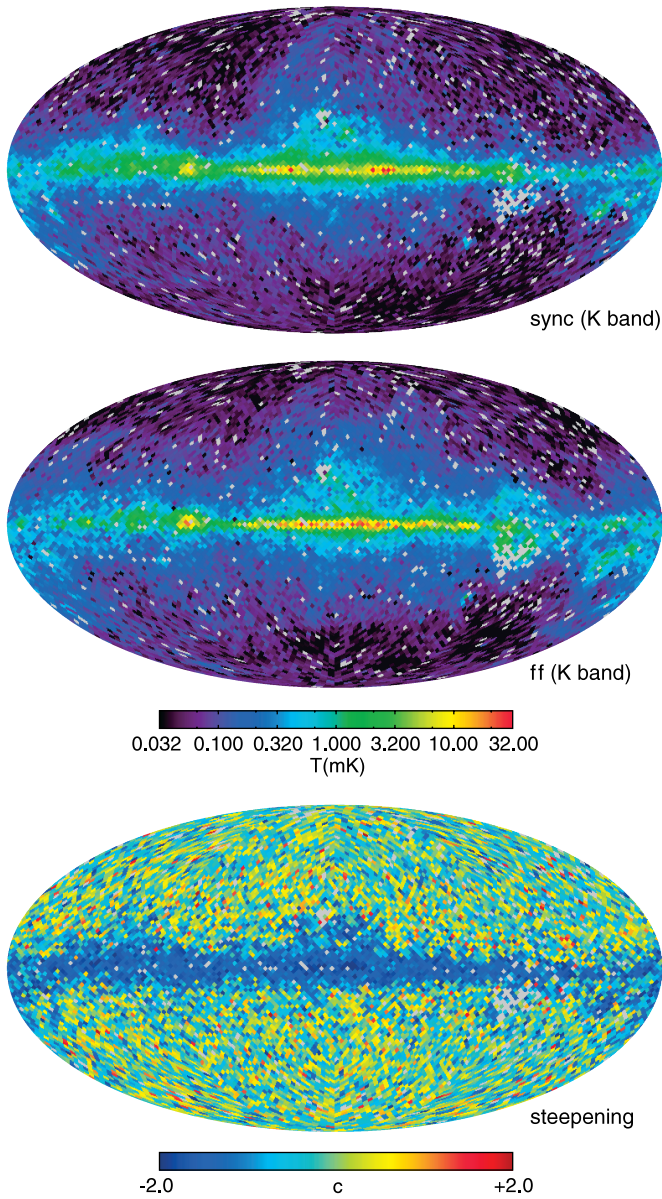 sync (K band)
ff (K band)
0.032 0.100 0.320 1.000 3.200 10.00 32.00
T(mK)
steepening
-2.0 c +2.0